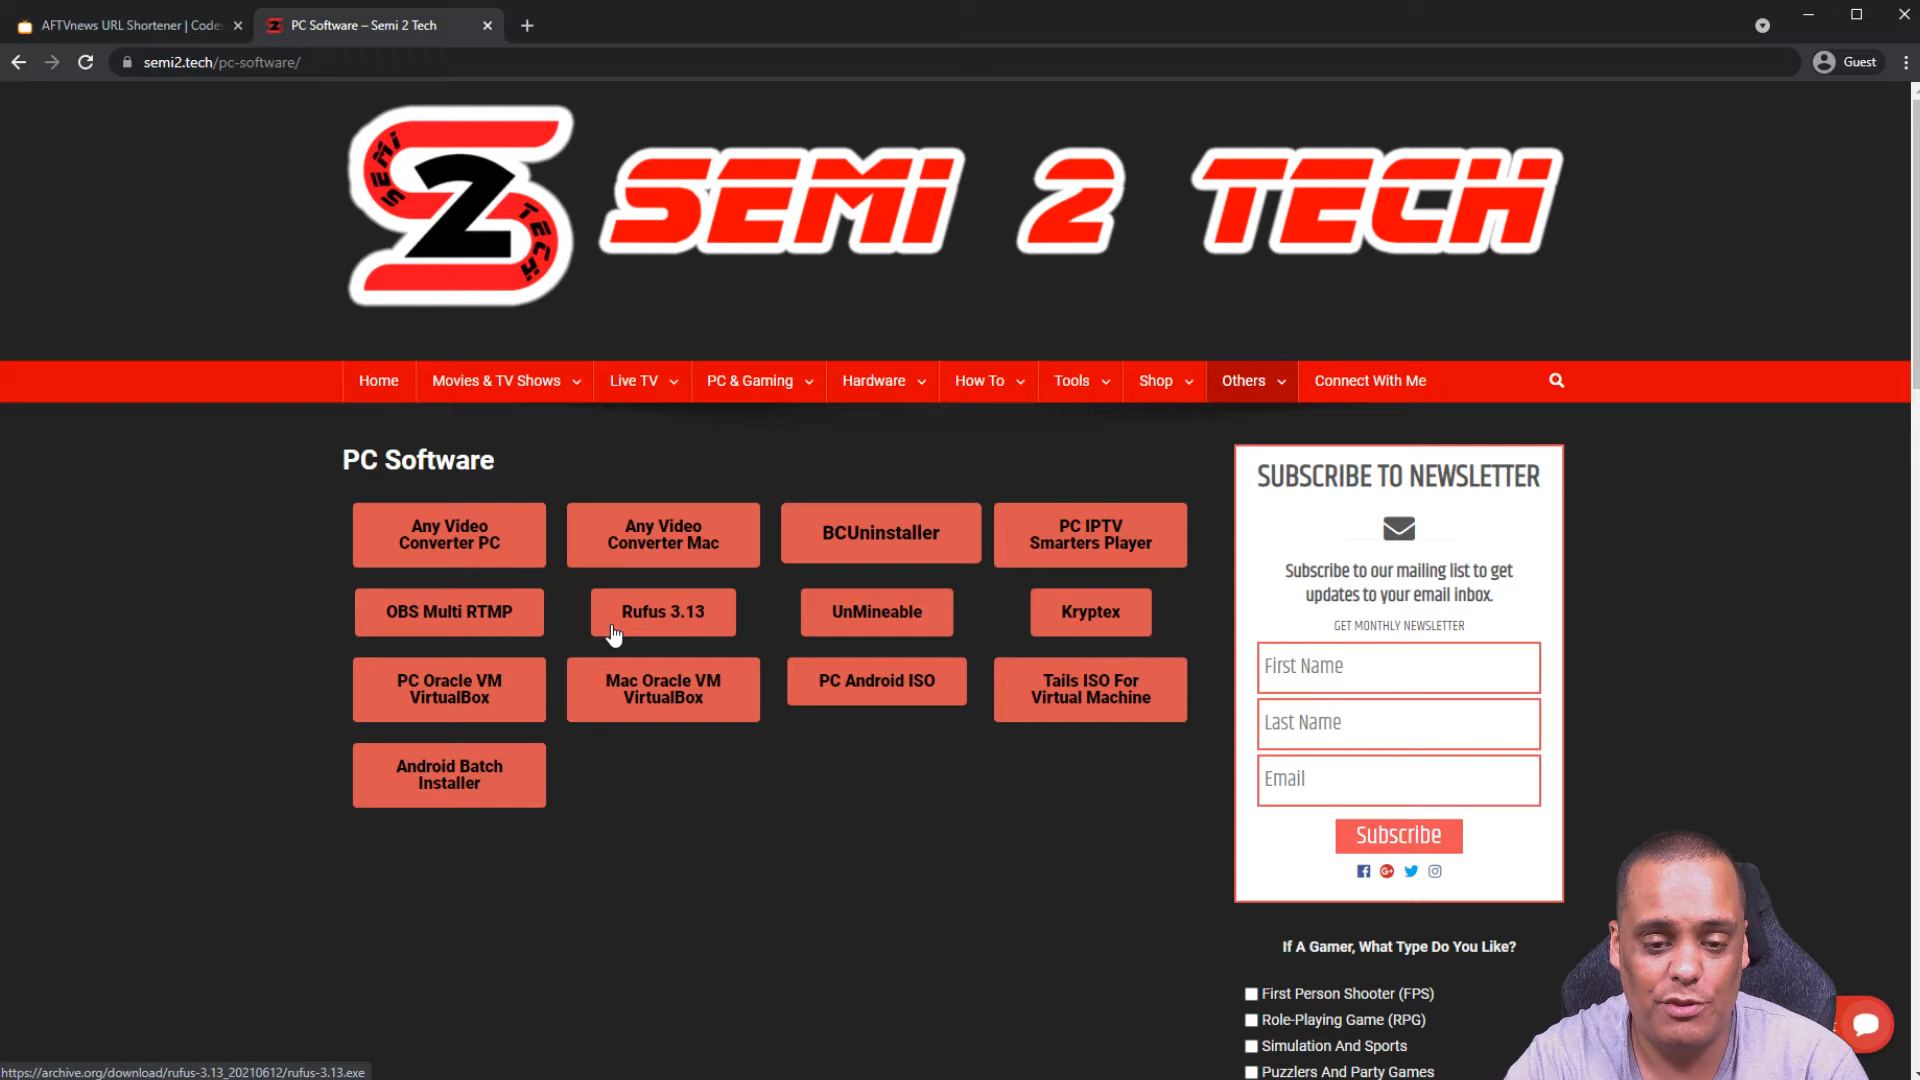 AFTVnews URL Shortener | Code
PC Software – Semi 2 Tech
semi2.tech/pc-software/
Guest
SEMI
2
TECH
SEMI 2 TECH
Home
Movies & TV Shows
Live TV
PC & Gaming
Hardware
How To
Tools
Shop
Others
Connect With Me
PC Software
Any Video
Converter PC
Any Video
Converter Mac
BCUninstaller
PC IPTV
Smarters Player
OBS Multi RTMP
Rufus 3.13
UnMineable
Kryptex
PC Oracle VM
VirtualBox
Mac Oracle VM
VirtualBox
PC Android ISO
Tails ISO For
Virtual Machine
Android Batch
Installer
SUBSCRIBE TO NEWSLETTER
Subscribe to our mailing list to get
updates to your email inbox.
GET MONTHLY NEWSLETTER
First Name
Last Name
Email
Subscribe
If A Gamer, What Type Do You Like?
First Person Shooter (FPS)
Role-Playing Game (RPG)
Simulation And Sports
Puzzlers And Party Games
https://archive.org/download/rufus-3.13_20210612/rufus-3.13.exe